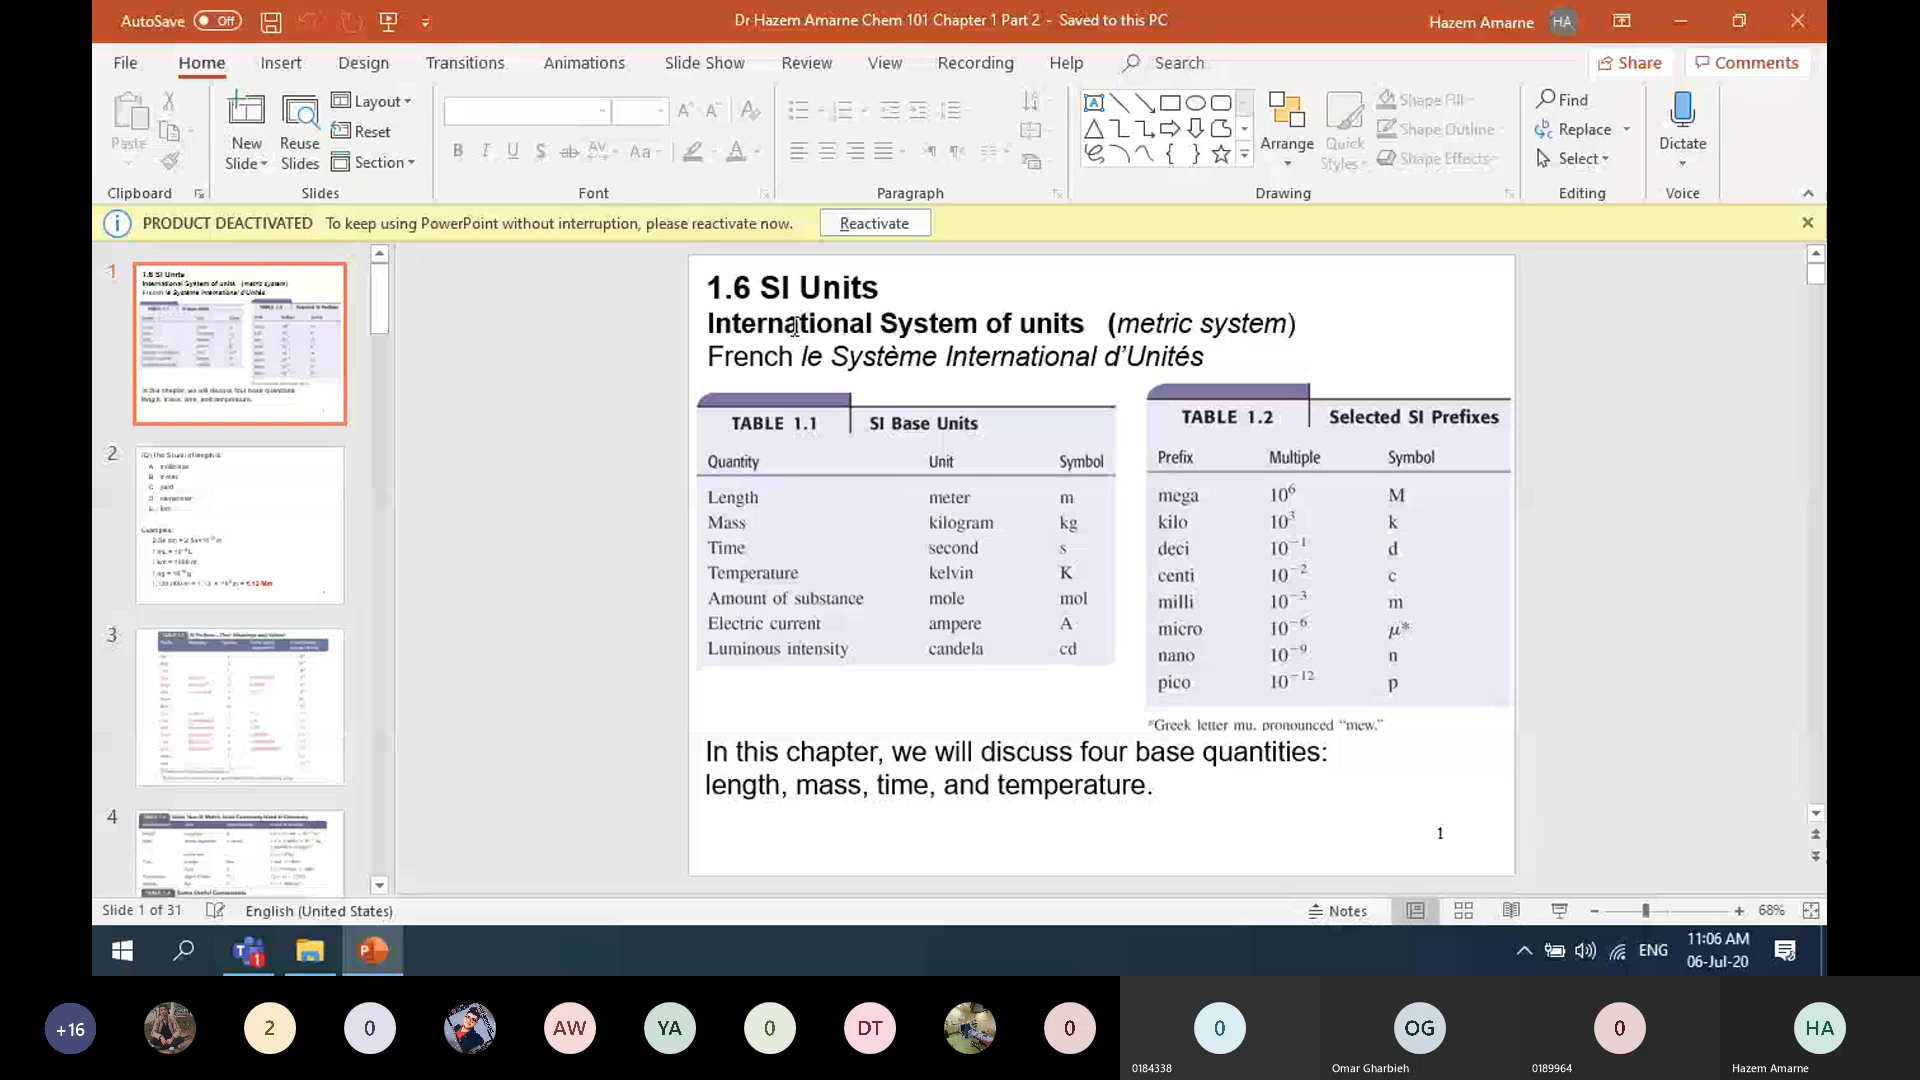 AutoSave Off
Dr Hazem Amarne Chem 101 Chapter 1 Part 2 - Saved to this PC
Hazem Amarne HA
File Home Insert Design Transitions Animations Slide Show Review View Recording Help Search Share Comments
Paste
New Slide
Reuse Slides
Layout
Reset
Section
Find
Replace
Select
Arrange
Quick Styles
Shape Fill
Shape Outline
Shape Effects
Dictate
Clipboard Slides Font Paragraph Drawing Editing Voice
PRODUCT DEACTIVATED To keep using PowerPoint without interruption, please reactivate now. Reactivate
1
2
3
4
1.6 SI Units
International System of units (metric system)
French le Système International d'Unités
TABLE 1.1 SI Base Units
Quantity Unit Symbol
Length meter m
Mass kilogram kg
Time second s
Temperature kelvin K
Amount of substance mole mol
Electric current ampere A
Luminous intensity candela cd
TABLE 1.2 Selected SI Prefixes
Prefix Multiple Symbol
mega 10⁶ M
kilo 10³ k
deci 10⁻¹ d
centi 10⁻² c
milli 10⁻³ m
micro 10⁻⁶ μ*
nano 10⁻⁹ n
pico 10⁻¹² p
*Greek letter mu, pronounced "mew."
In this chapter, we will discuss four base quantities:
length, mass, time, and temperature.
1
Slide 1 of 31 English (United States) Notes 68%
ENG 11:06 AM
06-Jul-20
+16 2 0 AW YA 0 DT 0 0 OG 0 HA
0184338 Omar Gharbieh 0189964 Hazem Amarne